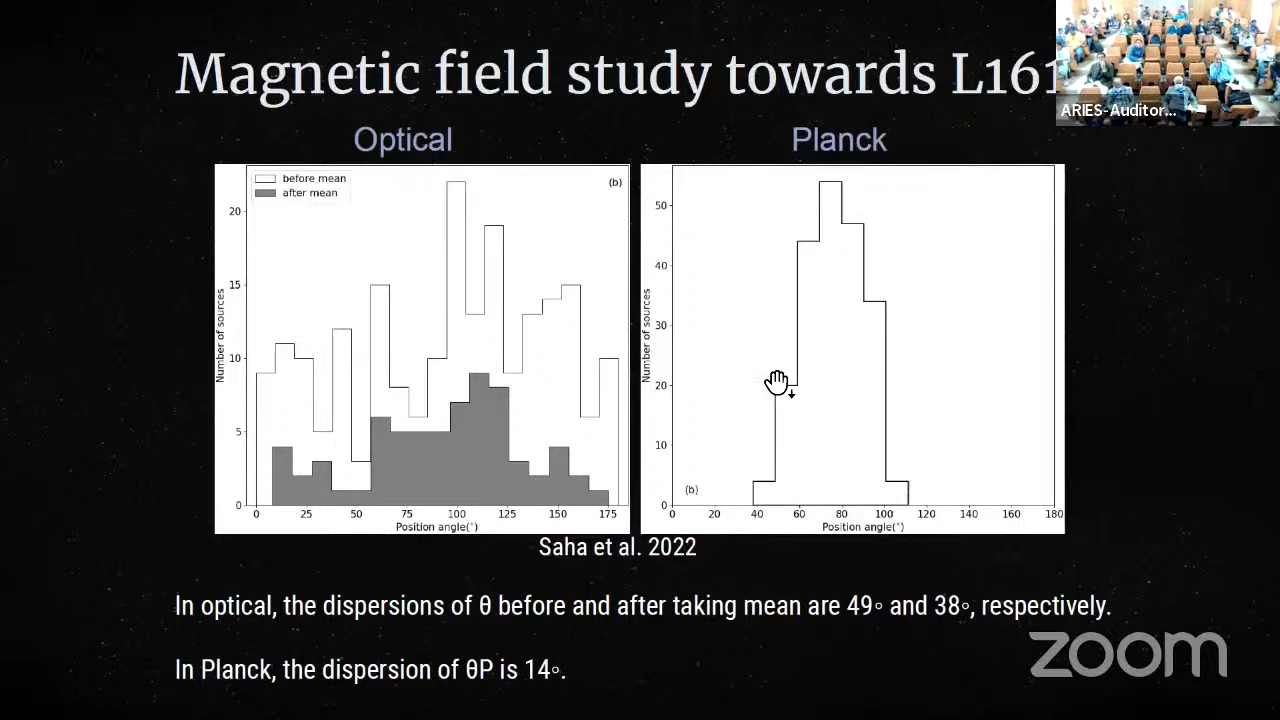 Magnetic field study towards L161
ARIES-Auditor...
Optical
Planck
before mean
after mean
(b)
20
15
10
5
0
Number of sources
0 25 50 75 100 125 150 175
Position angle(°)
50
40
30
20
10
0
Number of sources
(b)
0 20 40 60 80 100 120 140 160 180
Position angle(°)
Saha et al. 2022
In optical, the dispersions of θ before and after taking mean are 49◦ and 38◦, respectively.
In Planck, the dispersion of θP is 14◦.
zoom